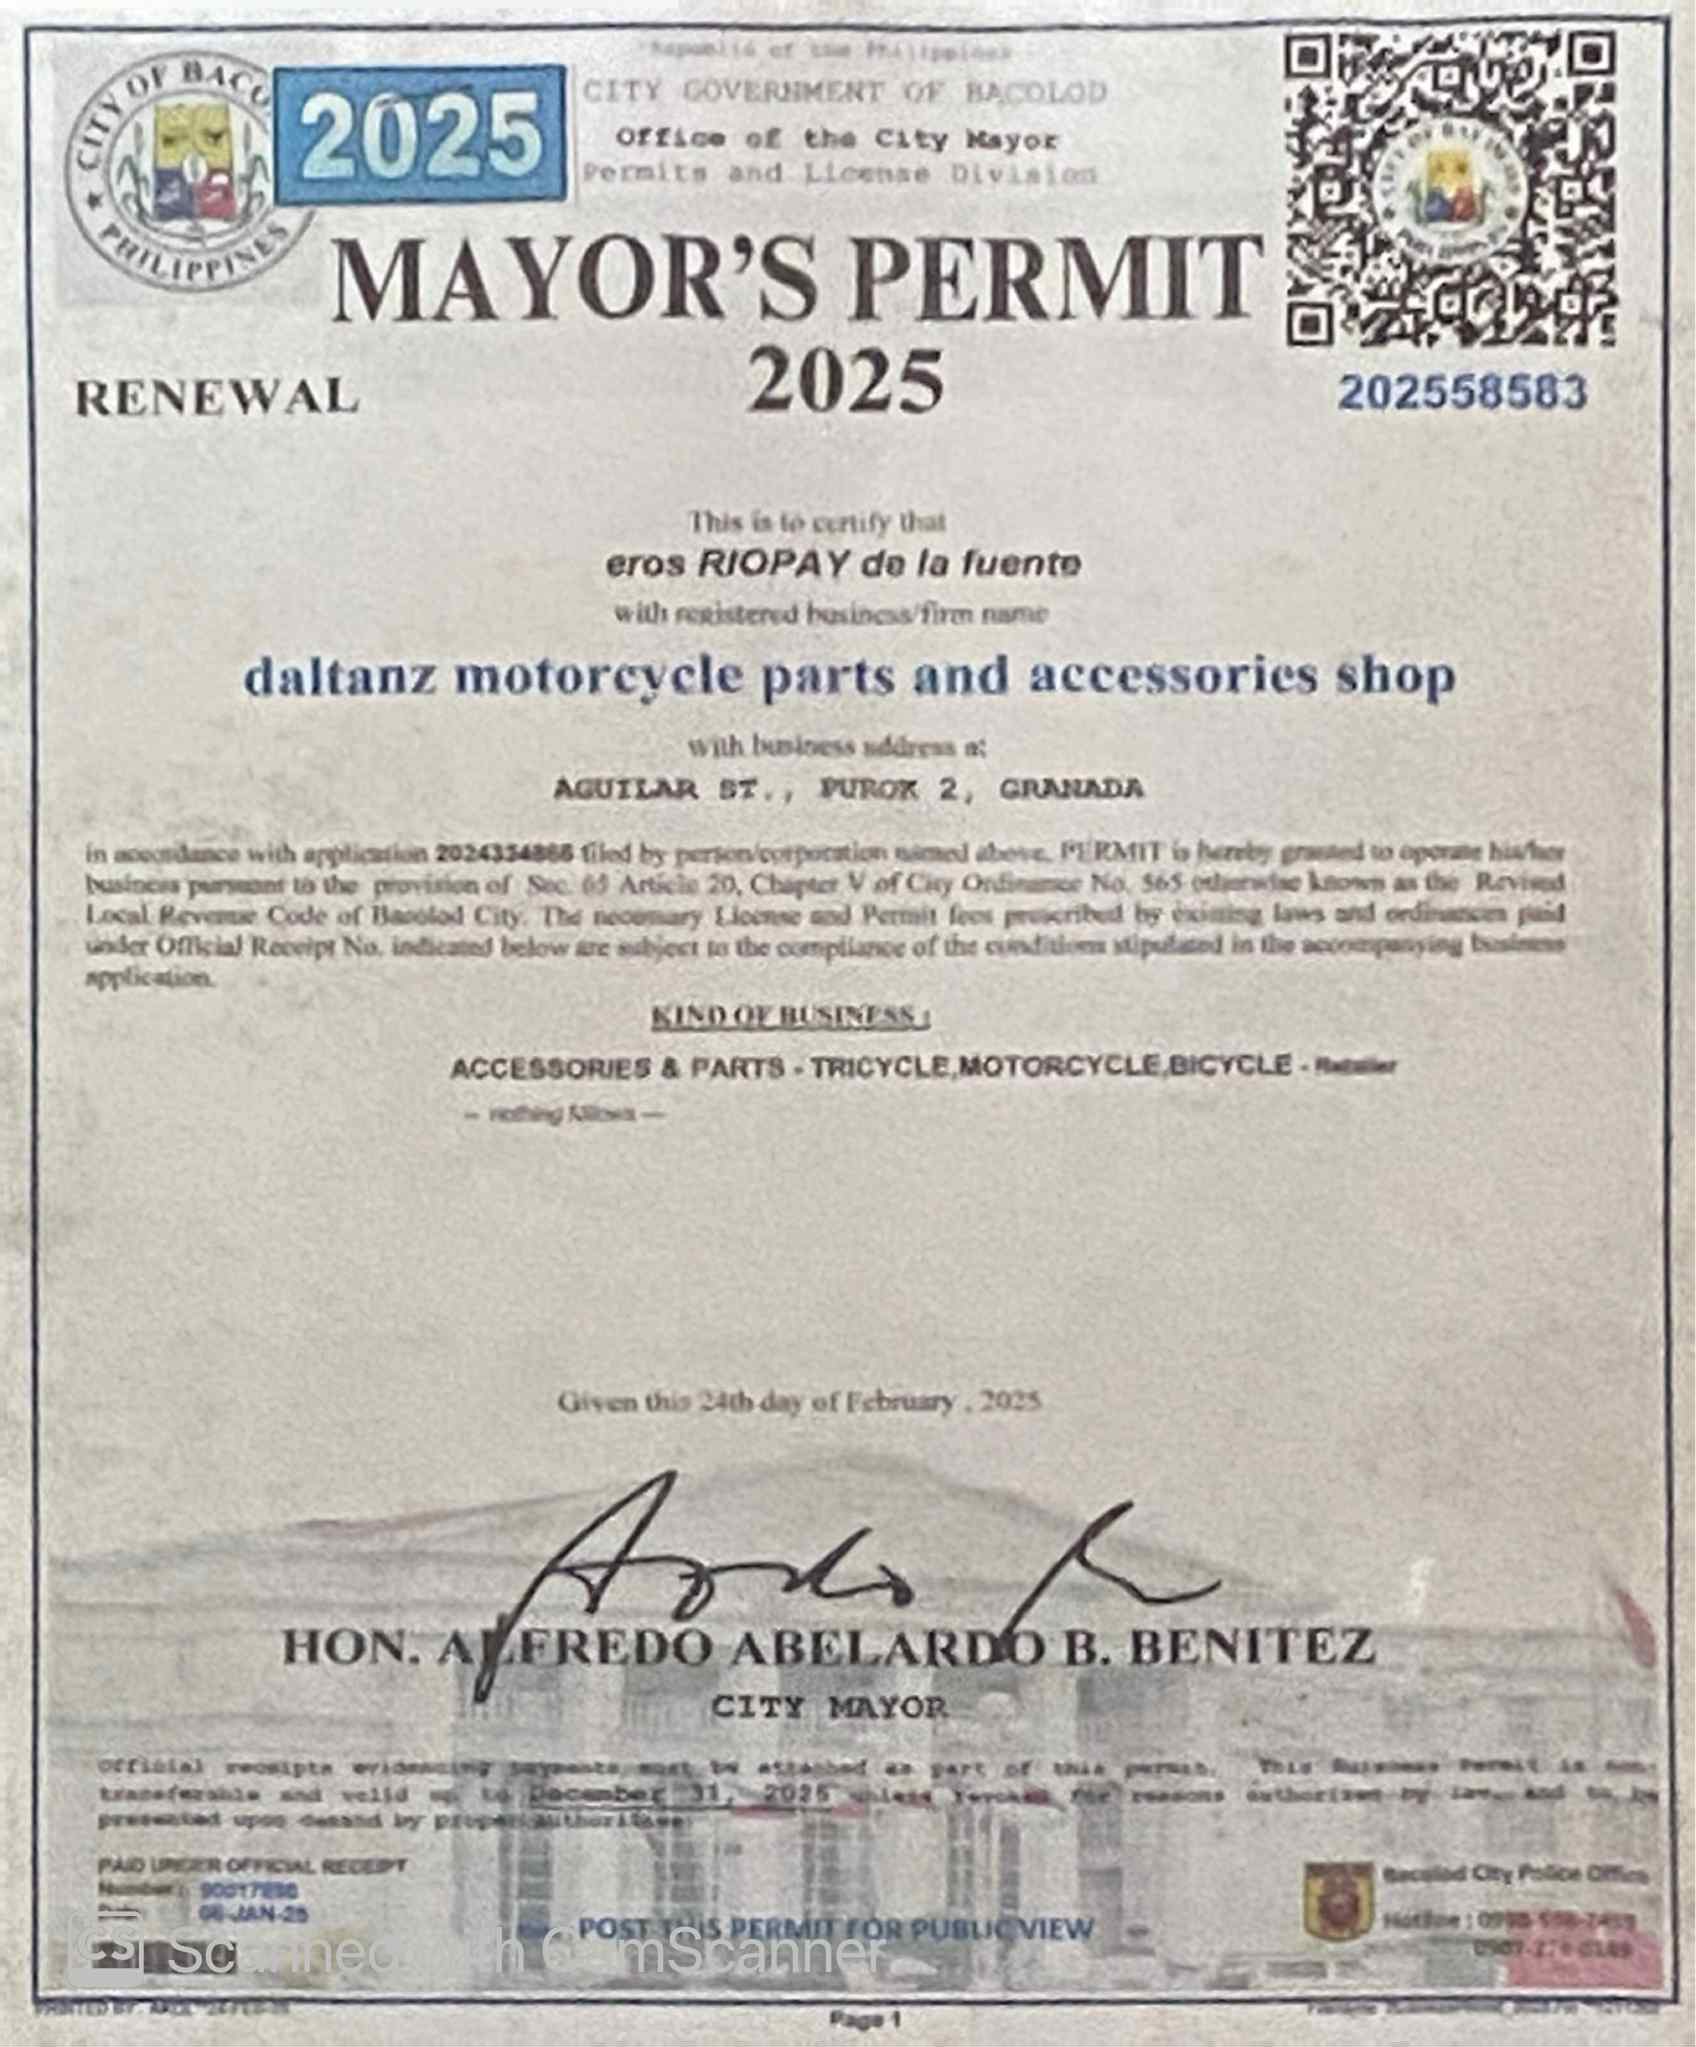 CITY OF BACO
PHILIPPINES
2025
Republic of the Philippines
CITY GOVERNMENT OF BACOLOD
Office of the City Mayor
Permits and License Division
MAYOR'S PERMIT
2025
RENEWAL
202558583
This is to certify that
eros RIOPAY de la fuente
with registered business/firm name
daltanz motorcycle parts and accessories shop
with business address at
AGUILAR ST., PUROK 2, GRANADA
in accordance with application filed by person/corporation named above. PERMIT is hereby granted to operate his/her
business pursuant to the provision of Sec. 65 Article 20, Chapter V of City Ordinance No. 565 otherwise known as the Revised
Local Revenue Code of Bacolod City. The necessary License and Permit fees prescribed by existing laws and ordinances paid
under Official Receipt No. indicated below are subject to the compliance of the conditions stipulated in the accompanying business
application.
KIND OF BUSINESS :
ACCESSORIES & PARTS - TRICYCLE,MOTORCYCLE,BICYCLE - Retailer
-- nothing follows --
Given this 24th day of February , 2025
HON. ALFREDO ABELARDO B. BENITEZ
CITY MAYOR
Official receipts evidencing payments must be attached as part of this permit. This Business Permit is non-
transferable and valid up to December 31, 2025 unless revoked for reasons authorized by law, and to be
presented upon demand by proper authorities
PAID UNDER OFFICIAL RECEIPT
Number :
Date
POST THIS PERMIT FOR PUBLIC VIEW
Bacolod City Police Office
Hotline :
CS Scanned with CamScanner
PRINTED BY:
Page 1